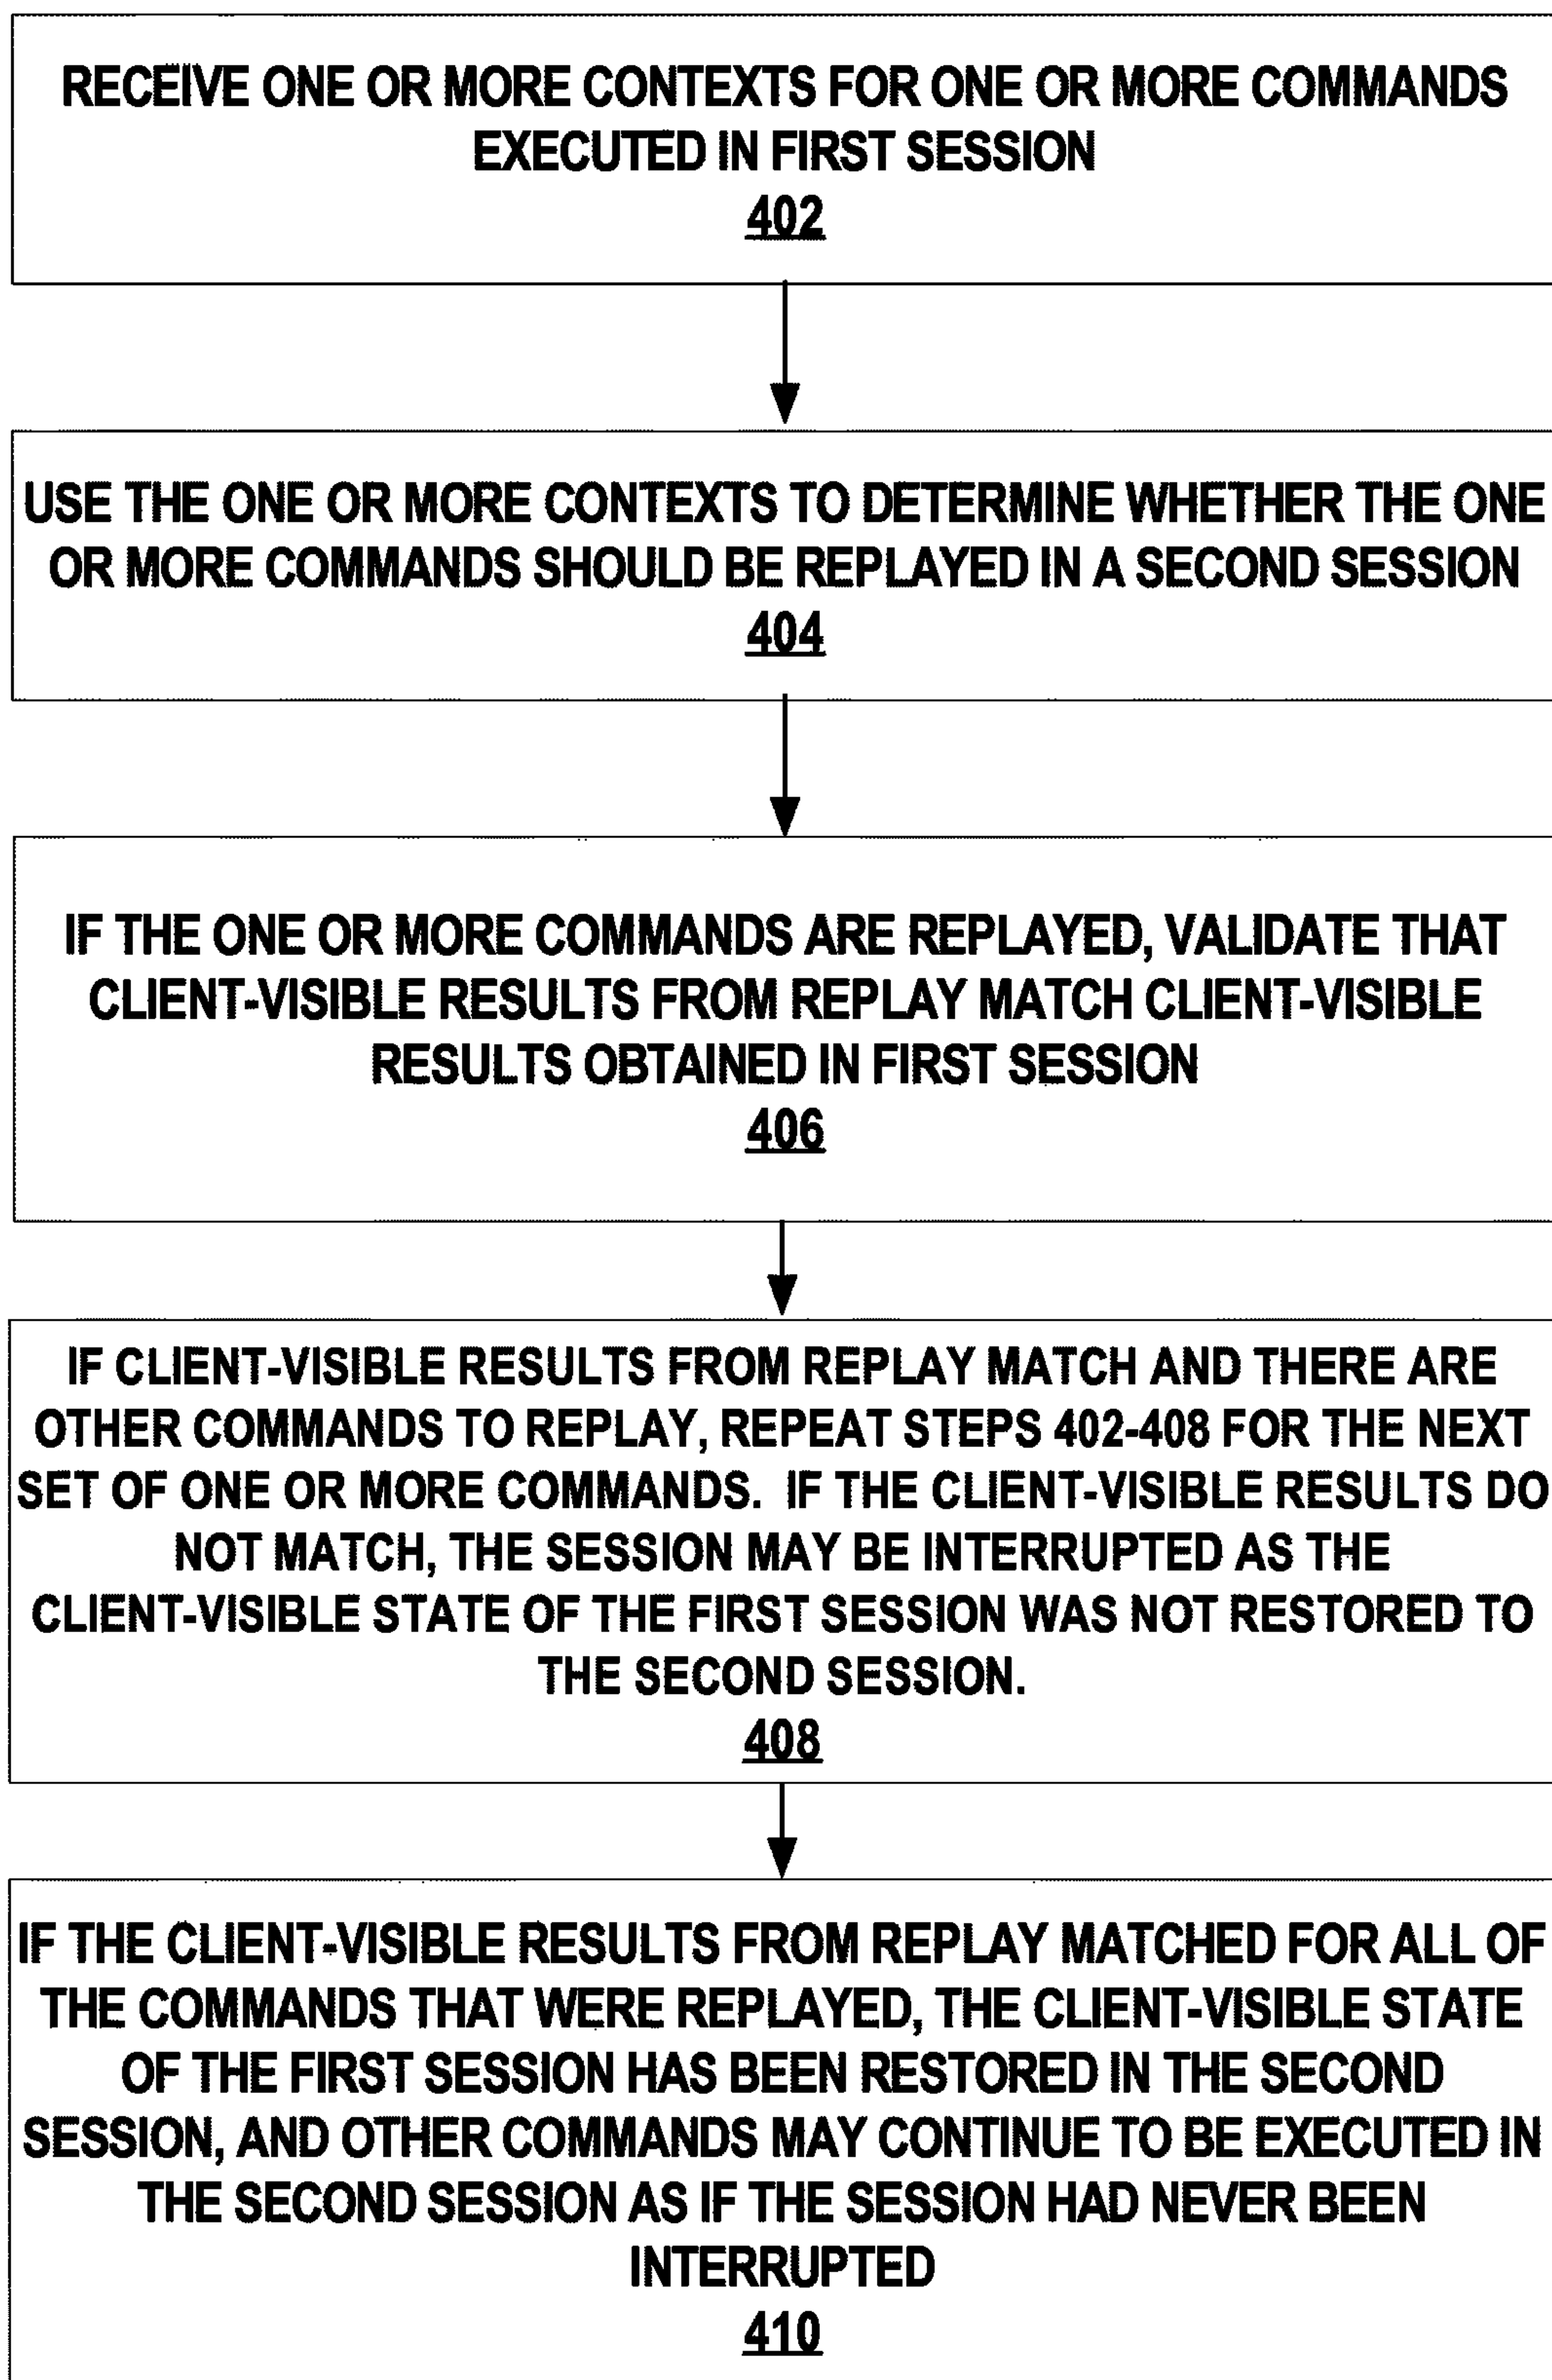 RECEIVE ONE OR MORE CONTEXTS FOR ONE OR MORE COMMANDS
EXECUTED IN FIRST SESSION
402
USE THE ONE OR MORE CONTEXTS TO DETERMINE WHETHER THE ONE
OR MORE COMMANDS SHOULD BE REPLAYED IN A SECOND SESSION
404
IF THE ONE OR MORE COMMANDS ARE REPLAYED, VALIDATE THAT
CLIENT-VISIBLE RESULTS FROM REPLAY MATCH CLIENT-VISIBLE
RESULTS OBTAINED IN FIRST SESSION
406
IF CLIENT-VISIBLE RESULTS FROM REPLAY MATCH AND THERE ARE
OTHER COMMANDS TO REPLAY, REPEAT STEPS 402-408 FOR THE NEXT
SET OF ONE OR MORE COMMANDS. IF THE CLIENT-VISIBLE RESULTS DO
NOT MATCH, THE SESSION MAY BE INTERRUPTED AS THE
CLIENT-VISIBLE STATE OF THE FIRST SESSION WAS NOT RESTORED TO
THE SECOND SESSION.
408
IF THE CLIENT-VISIBLE RESULTS FROM REPLAY MATCHED FOR ALL OF
THE COMMANDS THAT WERE REPLAYED, THE CLIENT-VISIBLE STATE
OF THE FIRST SESSION HAS BEEN RESTORED IN THE SECOND
SESSION, AND OTHER COMMANDS MAY CONTINUE TO BE EXECUTED IN
THE SECOND SESSION AS IF THE SESSION HAD NEVER BEEN
INTERRUPTED
410